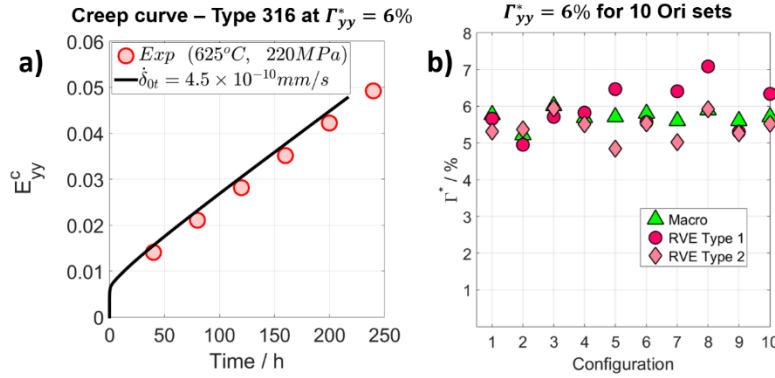 Creep curve – Type 316 at Γ*yy = 6%
a)
Exp (625°C, 220MPa)
δ̇0t = 4.5 × 10−10mm/s
0.06
0.05
0.04
0.03
0.02
0.01
0
E^c_yy
0 50 100 150 200 250
Time / h
Γ*yy = 6% for 10 Ori sets
b)
8
7
6
5
4
3
2
1
Γ* / %
Macro
RVE Type 1
RVE Type 2
1 2 3 4 5 6 7 8 9 10
Configuration